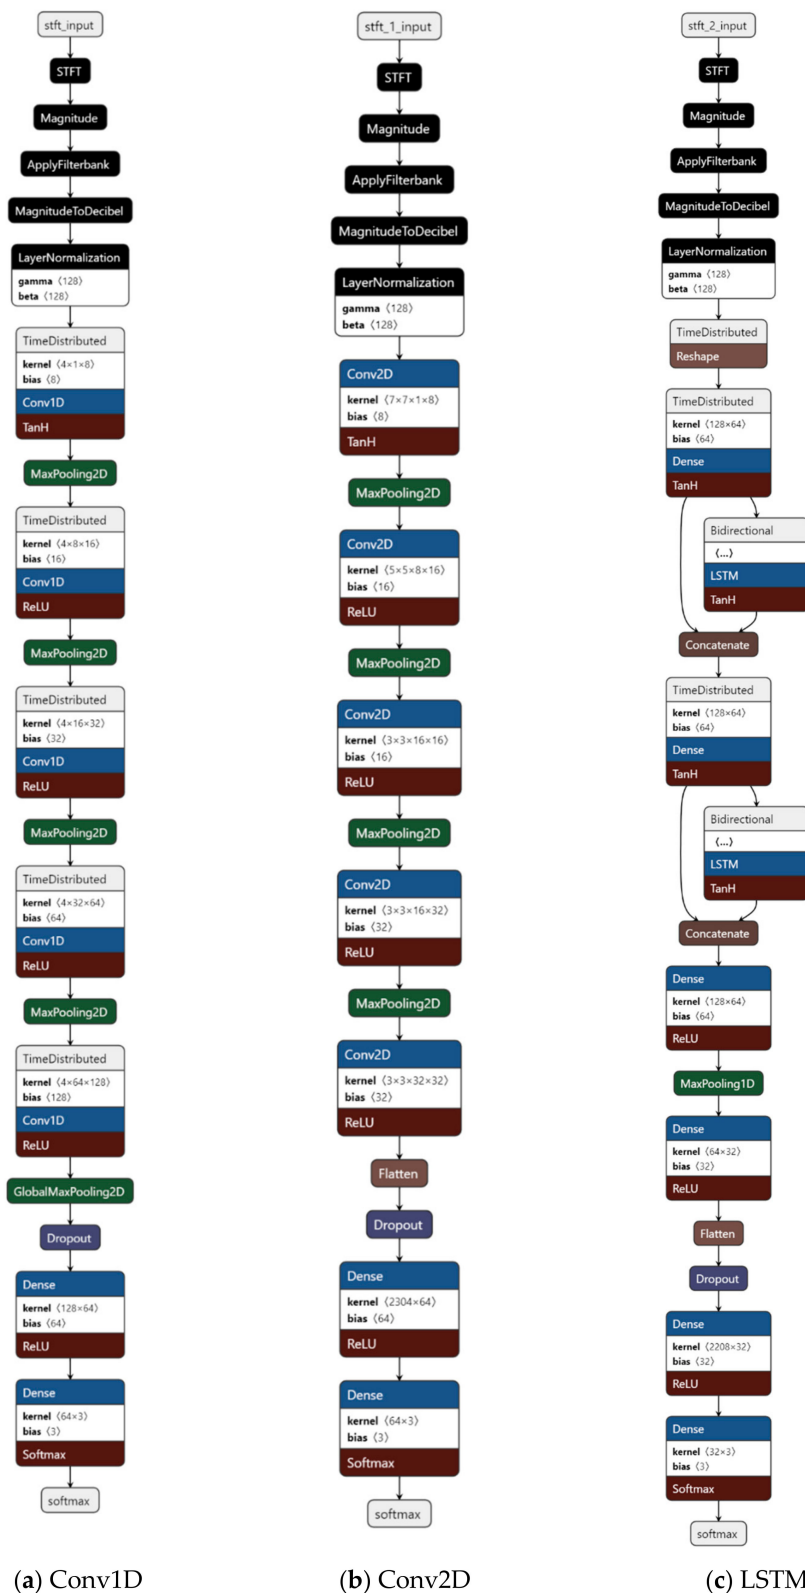 stft_input
STFT
Magnitude
ApplyFilterbank
MagnitudeToDecibel
LayerNormalization
gamma ⟨128⟩
beta ⟨128⟩
TimeDistributed
kernel ⟨4×1×8⟩
bias ⟨8⟩
Conv1D
TanH
MaxPooling2D
TimeDistributed
kernel ⟨4×8×16⟩
bias ⟨16⟩
Conv1D
ReLU
MaxPooling2D
TimeDistributed
kernel ⟨4×16×32⟩
bias ⟨32⟩
Conv1D
ReLU
MaxPooling2D
TimeDistributed
kernel ⟨4×32×64⟩
bias ⟨64⟩
Conv1D
ReLU
MaxPooling2D
TimeDistributed
kernel ⟨4×64×128⟩
bias ⟨128⟩
Conv1D
ReLU
GlobalMaxPooling2D
Dropout
Dense
kernel ⟨128×64⟩
bias ⟨64⟩
ReLU
Dense
kernel ⟨64×3⟩
bias ⟨3⟩
Softmax
softmax
(a) Conv1D
stft_1_input
STFT
Magnitude
ApplyFilterbank
MagnitudeToDecibel
LayerNormalization
gamma ⟨128⟩
beta ⟨128⟩
Conv2D
kernel ⟨7×7×1×8⟩
bias ⟨8⟩
TanH
MaxPooling2D
Conv2D
kernel ⟨5×5×8×16⟩
bias ⟨16⟩
ReLU
MaxPooling2D
Conv2D
kernel ⟨3×3×16×16⟩
bias ⟨16⟩
ReLU
MaxPooling2D
Conv2D
kernel ⟨3×3×16×32⟩
bias ⟨32⟩
ReLU
MaxPooling2D
Conv2D
kernel ⟨3×3×32×32⟩
bias ⟨32⟩
ReLU
Flatten
Dropout
Dense
kernel ⟨2304×64⟩
bias ⟨64⟩
ReLU
Dense
kernel ⟨64×3⟩
bias ⟨3⟩
Softmax
softmax
(b) Conv2D
stft_2_input
STFT
Magnitude
ApplyFilterbank
MagnitudeToDecibel
LayerNormalization
gamma ⟨128⟩
beta ⟨128⟩
TimeDistributed
Reshape
TimeDistributed
kernel ⟨128×64⟩
bias ⟨64⟩
Dense
TanH
Bidirectional
⟨...⟩
LSTM
TanH
Concatenate
TimeDistributed
kernel ⟨128×64⟩
bias ⟨64⟩
Dense
TanH
Bidirectional
⟨...⟩
LSTM
TanH
Concatenate
Dense
kernel ⟨128×64⟩
bias ⟨64⟩
ReLU
MaxPooling1D
Dense
kernel ⟨64×32⟩
bias ⟨32⟩
ReLU
Flatten
Dropout
Dense
kernel ⟨2208×32⟩
bias ⟨32⟩
ReLU
Dense
kernel ⟨32×3⟩
bias ⟨3⟩
Softmax
softmax
(c) LSTM